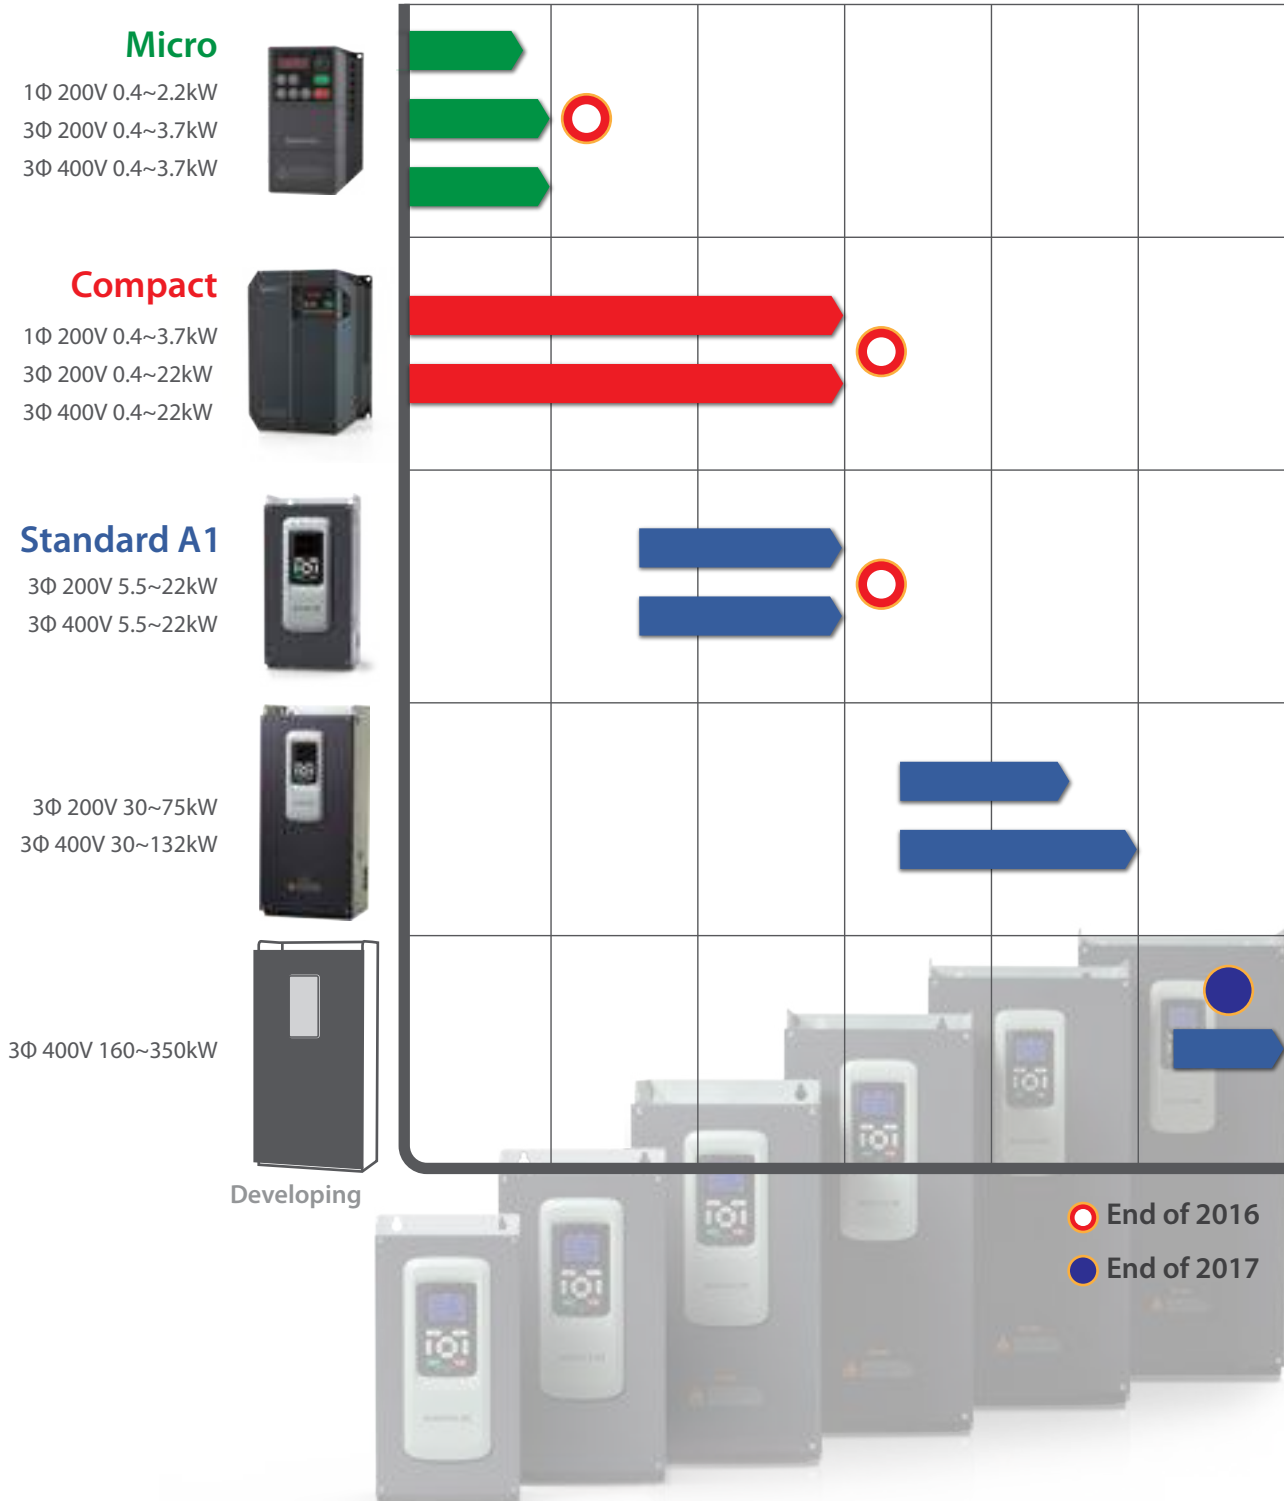 Micro
1Φ 200V 0.4~2.2kW
3Φ 200V 0.4~3.7kW
3Φ 400V 0.4~3.7kW
Compact
1Φ 200V 0.4~3.7kW
3Φ 200V 0.4~22kW
3Φ 400V 0.4~22kW
Standard A1
3Φ 200V 5.5~22kW
3Φ 400V 5.5~22kW
3Φ 200V 30~75kW
3Φ 400V 30~132kW
3Φ 400V 160~350kW
Developing
End of 2016
End of 2017